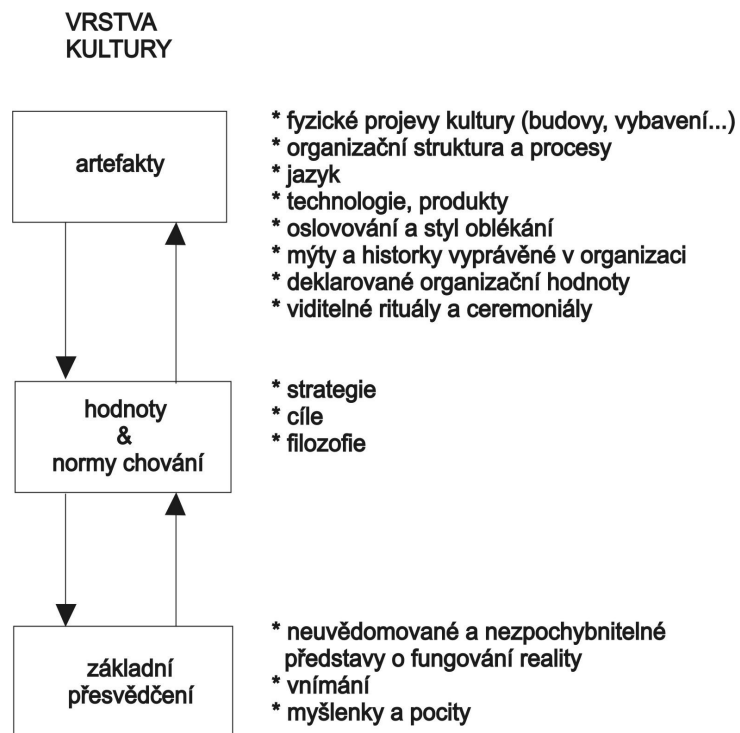 VRSTVA
KULTURY
artefakty
* fyzické projevy kultury (budovy, vybavení...)
* organizační struktura a procesy
* jazyk
* technologie, produkty
* oslovování a styl oblékání
* mýty a historky vyprávěné v organizaci
* deklarované organizační hodnoty
* viditelné rituály a ceremoniály
hodnoty
&
normy chování
* strategie
* cíle
* filozofie
základní
přesvědčení
* neuvědomované a nezpochybnitelné
představy o fungování reality
* vnímání
* myšlenky a pocity